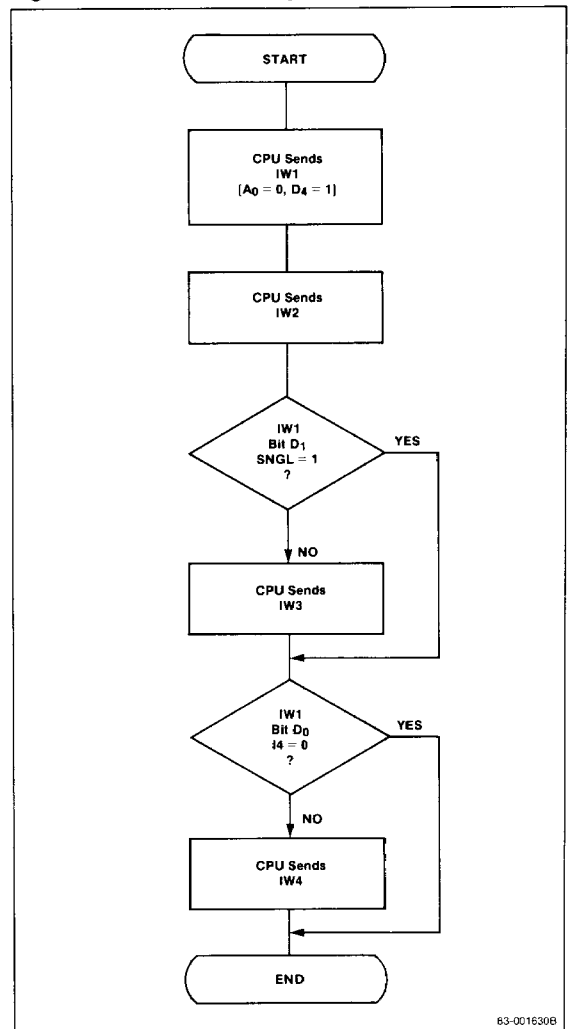 START
CPU Sends
IW1
[A0 = 0, D4 = 1]
CPU Sends
IW2
IW1
Bit D1
SNGL = 1
?
YES
NO
CPU Sends
IW3
IW1
Bit D0
I4 = 0
?
YES
NO
CPU Sends
IW4
END
83-001630B